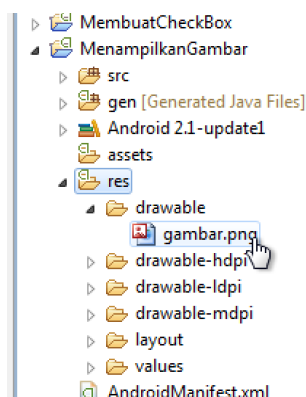 MembuatCheckBox
MenampilkanGambar
src
gen [Generated Java Files]
Android 2.1-update1
assets
res
drawable
gambar.png
drawable-hdpi
drawable-ldpi
drawable-mdpi
layout
values
AndroidManifest.xml